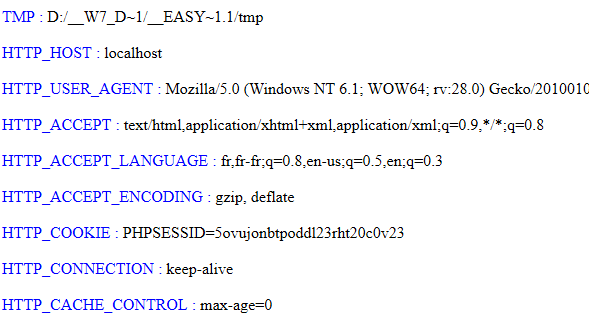 TMP : D:/__W7_D~1/__EASY~1.1/tmp
HTTP_HOST : localhost
HTTP_USER_AGENT : Mozilla/5.0 (Windows NT 6.1; WOW64; rv:28.0) Gecko/2010010
HTTP_ACCEPT : text/html,application/xhtml+xml,application/xml;q=0.9,*/*;q=0.8
HTTP_ACCEPT_LANGUAGE : fr,fr-fr;q=0.8,en-us;q=0.5,en;q=0.3
HTTP_ACCEPT_ENCODING : gzip, deflate
HTTP_COOKIE : PHPSESSID=5ovujonbtpoddl23rht20c0v23
HTTP_CONNECTION : keep-alive
HTTP_CACHE_CONTROL : max-age=0